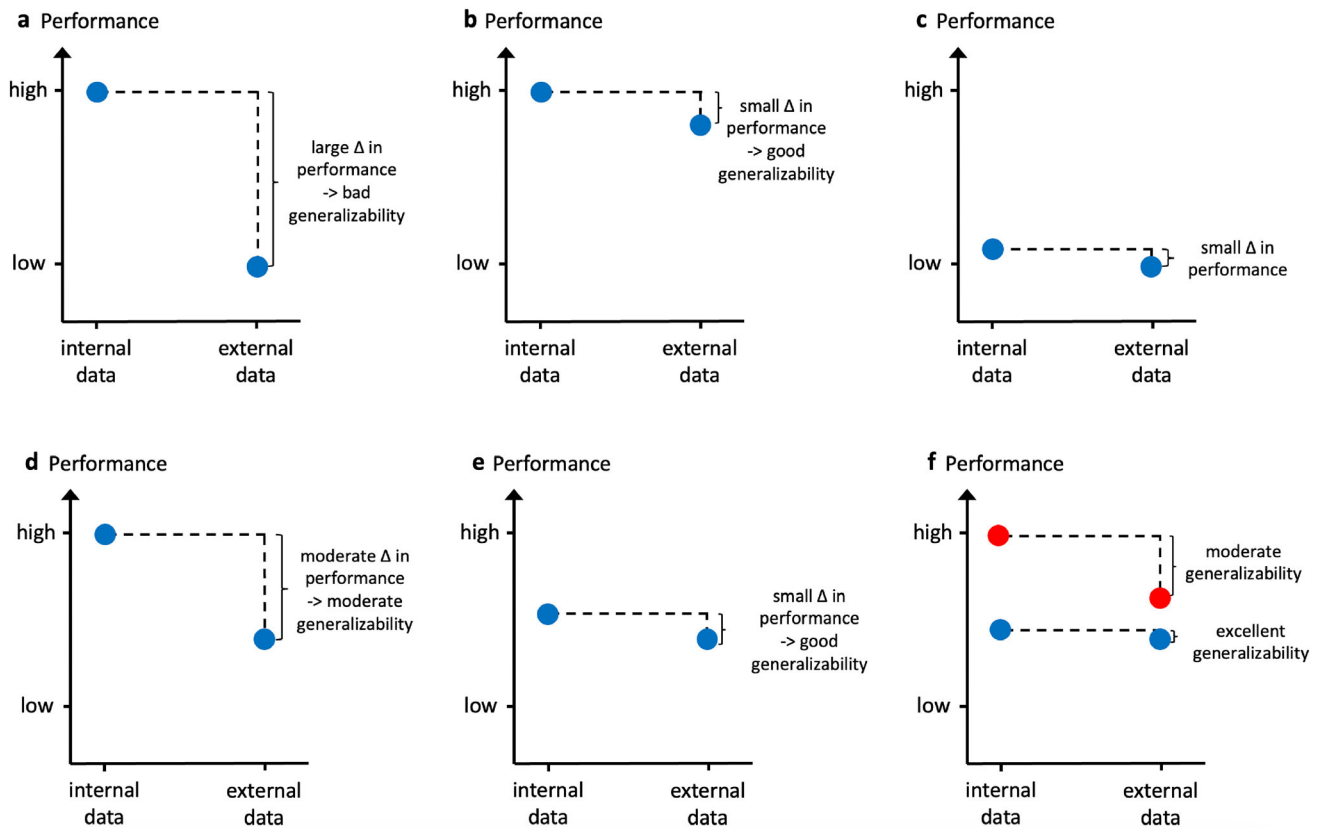 a Performance
high
low
large Δ in
performance
-> bad
generalizability
internal
data
external
data
b Performance
high
low
small Δ in
performance
-> good
generalizability
internal
data
external
data
c Performance
high
low
small Δ in
performance
internal
data
external
data
d Performance
high
low
moderate Δ in
performance
-> moderate
generalizability
internal
data
external
data
e Performance
high
low
small Δ in
performance
-> good
generalizability
internal
data
external
data
f Performance
high
low
moderate
generalizability
excellent
generalizability
internal
data
external
data